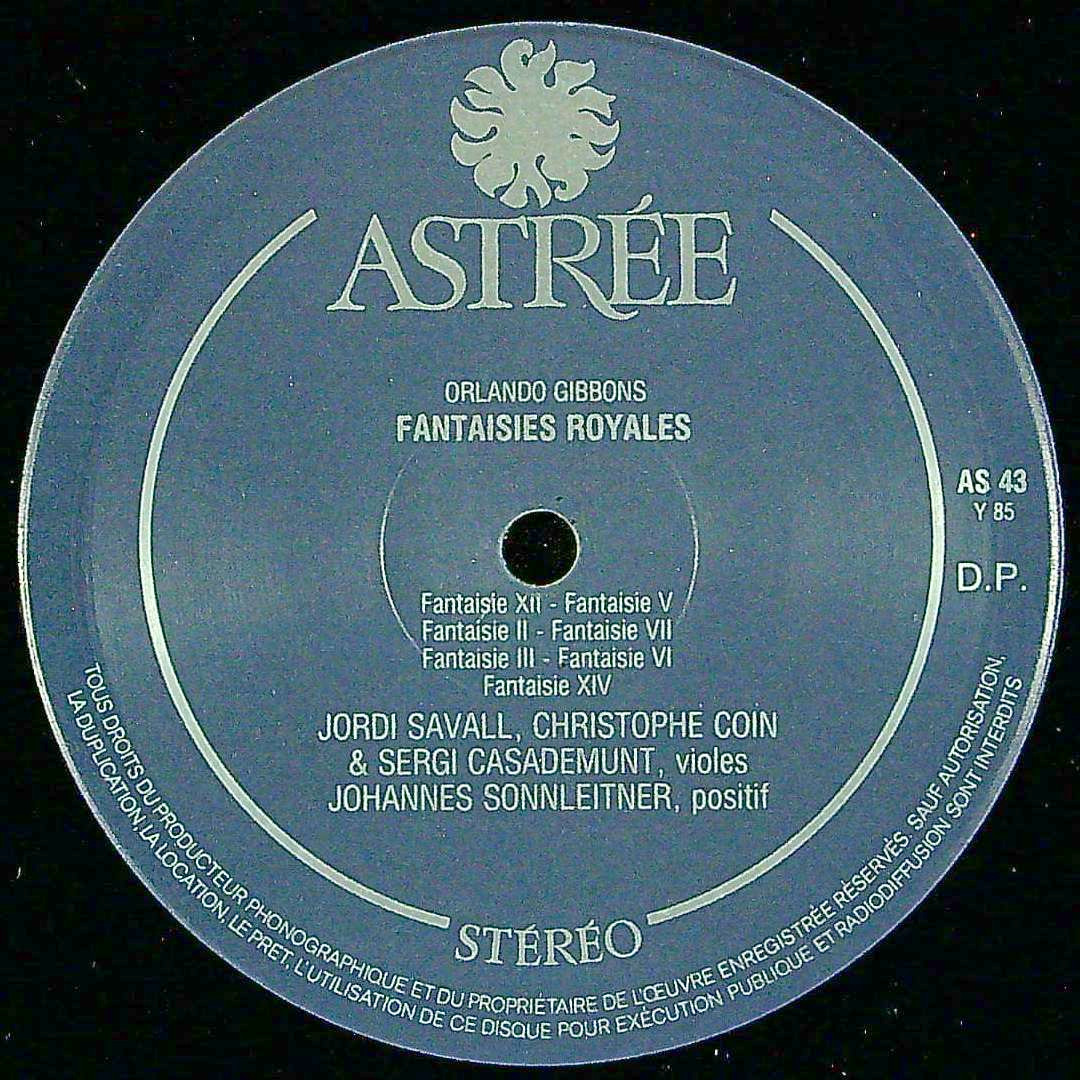 ASTRÉE
ORLANDO GIBBONS
FANTAISIES ROYALES
AS 43
Y 85
D.P.
Fantaisie XII - Fantaisie V
Fantaisie II - Fantaisie VII
Fantaisie III - Fantaisie VI
Fantaisie XIV
JORDI SAVALL, CHRISTOPHE COIN
& SERGI CASADEMUNT, violes
JOHANNES SONNLEITNER, positif
STÉRÉO
TOUS DROITS DU PRODUCTEUR PHONOGRAPHIQUE ET DU PROPRIÉTAIRE DE L'ŒUVRE ENREGISTRÉE RÉSERVÉS. SAUF AUTORISATION,
LA DUPLICATION, LA LOCATION, LE PRET, L'UTILISATION DE CE DISQUE POUR EXÉCUTION PUBLIQUE ET RADIODIFFUSION SONT INTERDITS